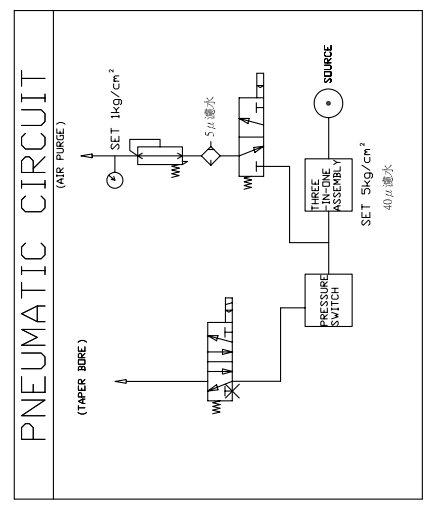 PNEUMATIC CIRCUIT
(AIR PURGE)
SET 1kg/cm²
5μ濾水
SOURCE
THREE
-IN-ONE
ASSEMBLY
SET 5kg/cm²
40μ濾水
PRESSURE
SWITCH
(TAPER BORE)